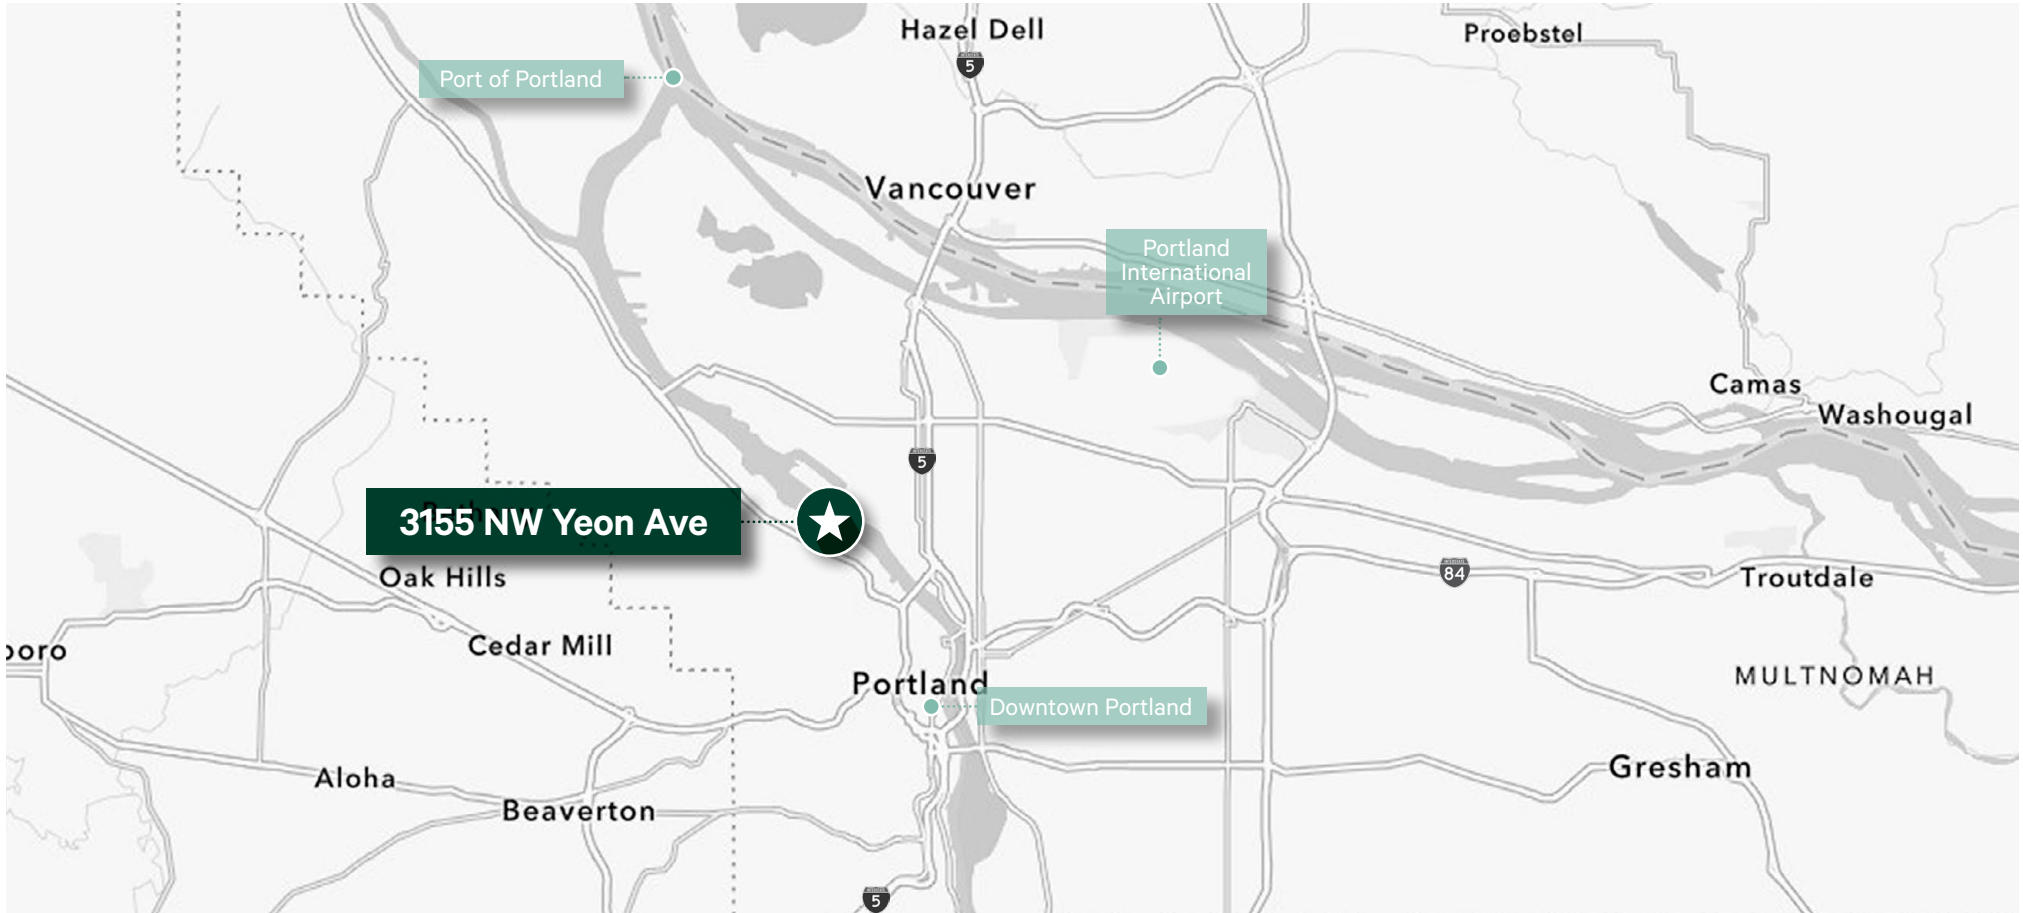 Hazel Dell
Proebstel
5
Port of Portland
Vancouver
Portland
International
Airport
Camas
Washougal
5
3155 NW Yeon Ave
Oak Hills
84
Troutdale
Cedar Mill
boro
MULTNOMAH
Portland
Downtown Portland
Gresham
Aloha
Beaverton
5